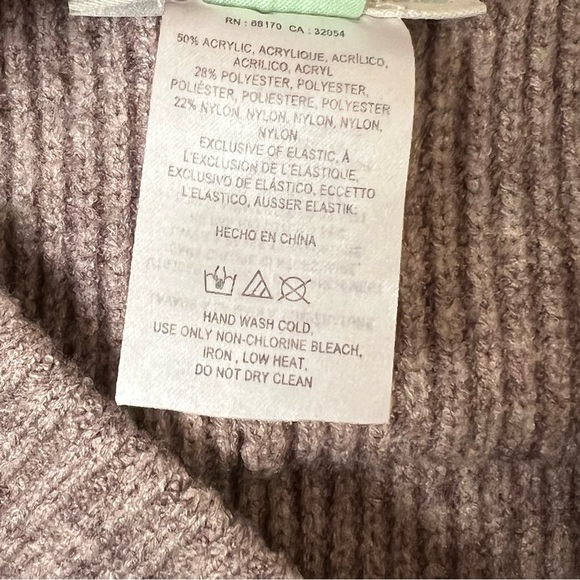 RN : 66170 CA : 32054
50% ACRYLIC, ACRYLIQUE, ACRÍLICO,
ACRILICO, ACRYL
28% POLYESTER, POLYESTER,
POLIÉSTER, POLIESTERE, POLYESTER
22% NYLON, NYLON, NYLON, NYLON,
NYLON
EXCLUSIVE OF ELASTIC, À
L'EXCLUSION DE L'ÉLASTIQUE,
EXCLUSIVO DE ELÁSTICO, ECCETTO
L'ELASTICO, AUSSER ELASTIK.
HECHO EN CHINA
HAND WASH COLD,
USE ONLY NON-CHLORINE BLEACH,
IRON , LOW HEAT,
DO NOT DRY CLEAN